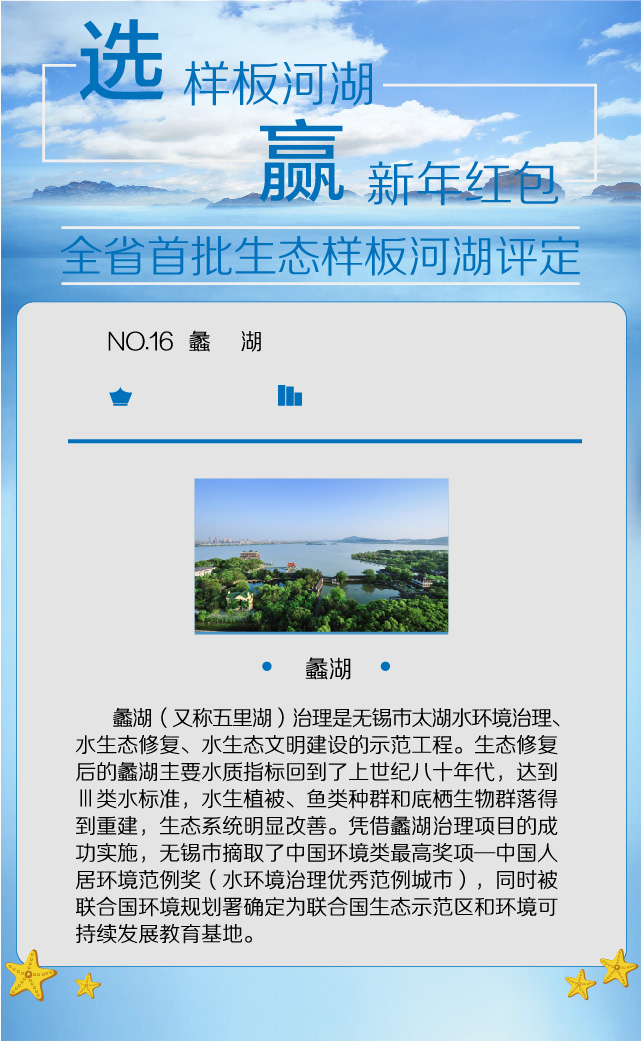 选 样板河湖
赢 新年红包
全省首批生态样板河湖评定
NO.16 蠡 湖
蠡湖
蠡湖（又称五里湖）治理是无锡市太湖水环境治理、
水生态修复、水生态文明建设的示范工程。生态修复
后的蠡湖主要水质指标回到了上世纪八十年代，达到
Ⅲ类水标准，水生植被、鱼类种群和底栖生物群落得
到重建，生态系统明显改善。凭借蠡湖治理项目的成
功实施，无锡市摘取了中国环境类最高奖项—中国人
居环境范例奖（水环境治理优秀范例城市），同时被
联合国环境规划署确定为联合国生态示范区和环境可
持续发展教育基地。